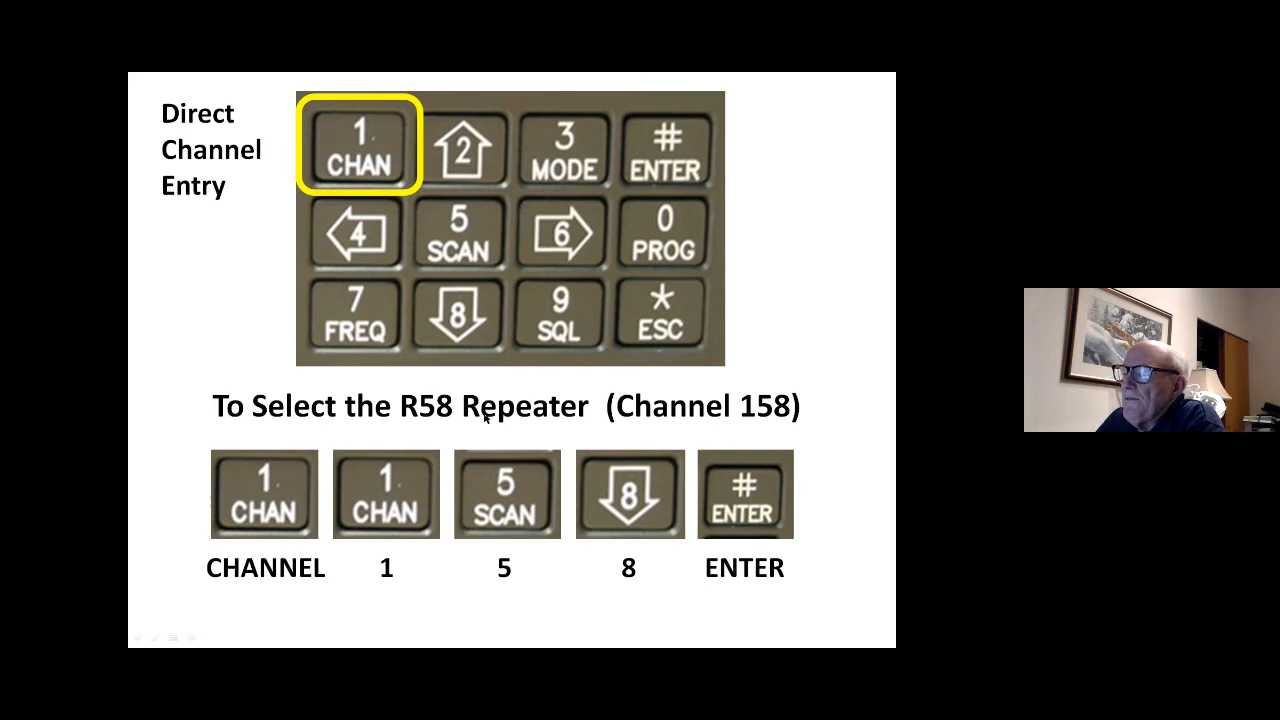 Direct
Channel
Entry
1 2 3 #
CHAN MODE ENTER
4 5 6 0
SCAN PROG
7 8 9 *
FREQ SQL ESC
To Select the R58 Repeater (Channel 158)
1 1 5 8 #
CHAN CHAN SCAN ENTER
CHANNEL 1 5 8 ENTER